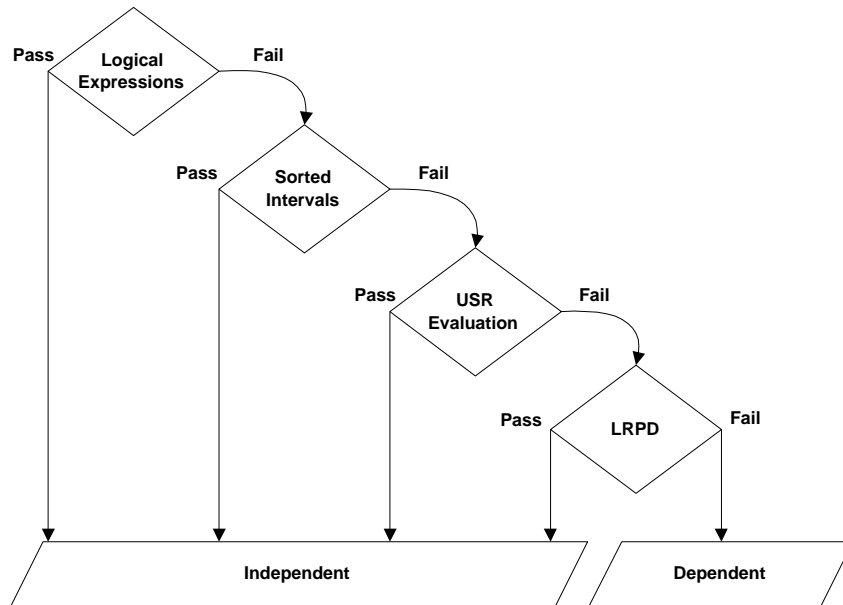 Pass
Logical
Expressions
Fail
Pass
Sorted
Intervals
Fail
Pass
USR
Evaluation
Fail
Pass
LRPD
Fail
Independent
Dependent